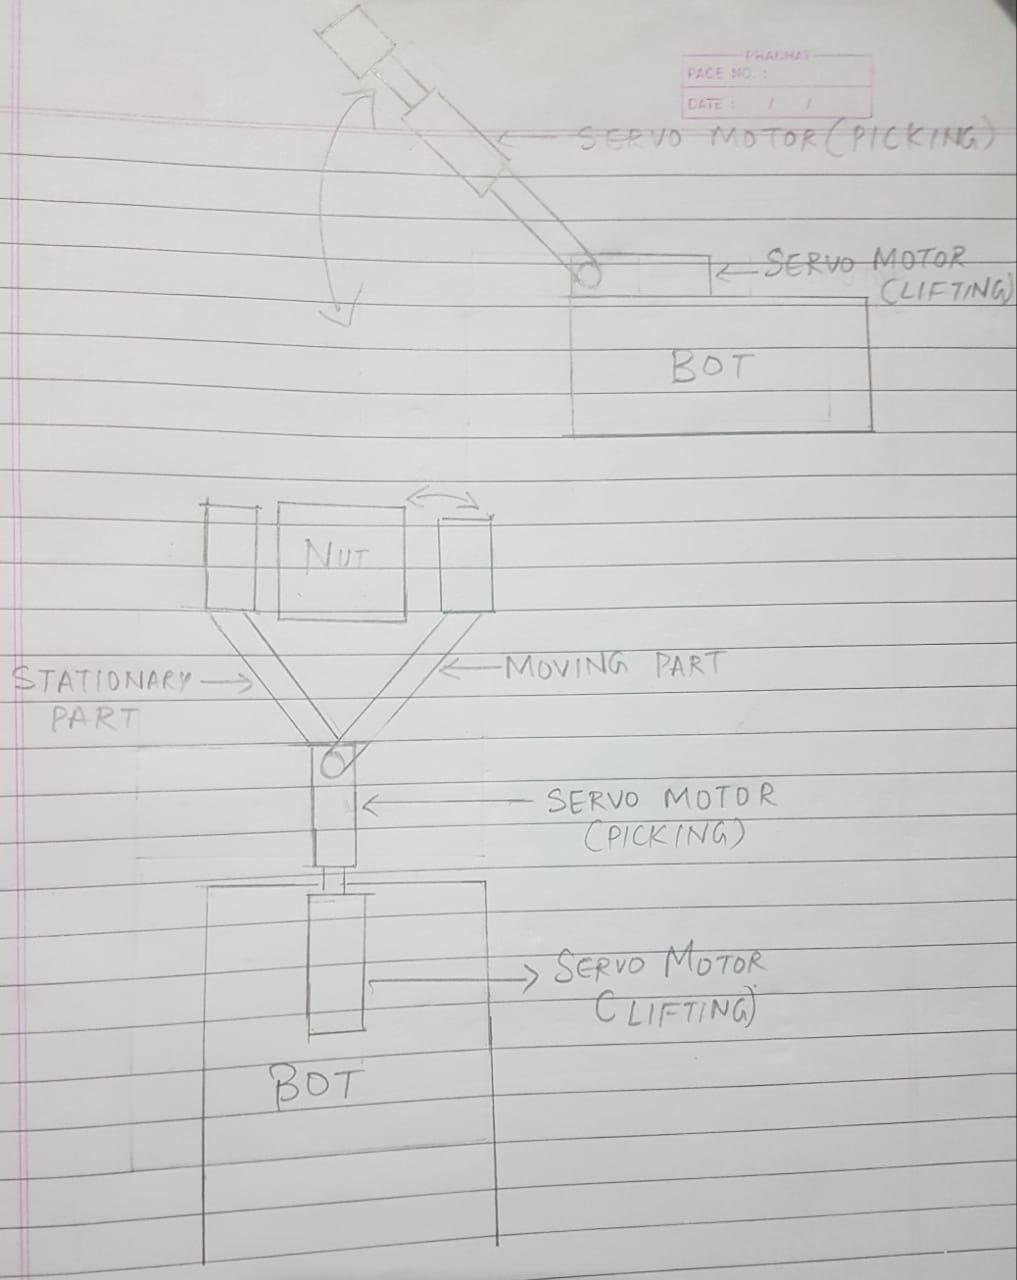 PRABHAT
PAGE NO. :
DATE : / /
SERVO MOTOR (PICKING)
SERVO MOTOR
(LIFTING)
BOT
NUT
STATIONARY
PART
MOVING PART
SERVO MOTOR
(PICKING)
SERVO MOTOR
(LIFTING)
BOT